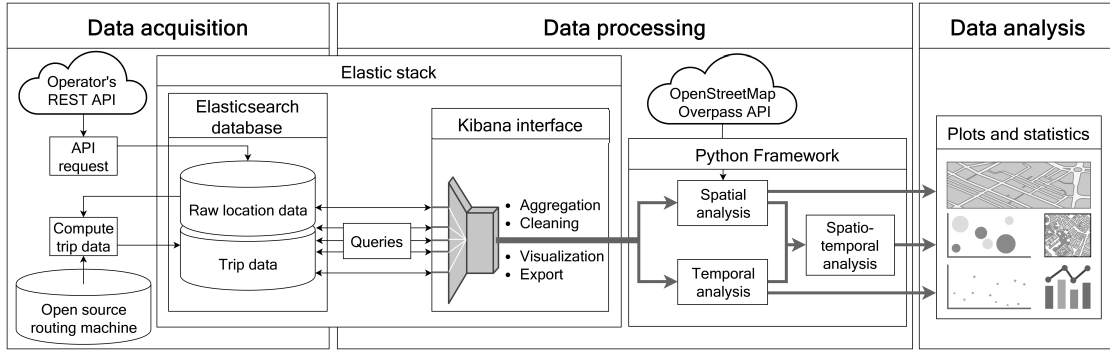 Data acquisition
Data processing
Data analysis
Operator's
REST API
API
request
Compute
trip data
Open source
routing machine
Elastic stack
Elasticsearch
database
Raw location data
Trip data
Queries
Kibana interface
• Aggregation
• Cleaning
• Visualization
• Export
OpenStreetMap
Overpass API
Python Framework
Spatial
analysis
Temporal
analysis
Spatio-
temporal
analysis
Plots and statistics